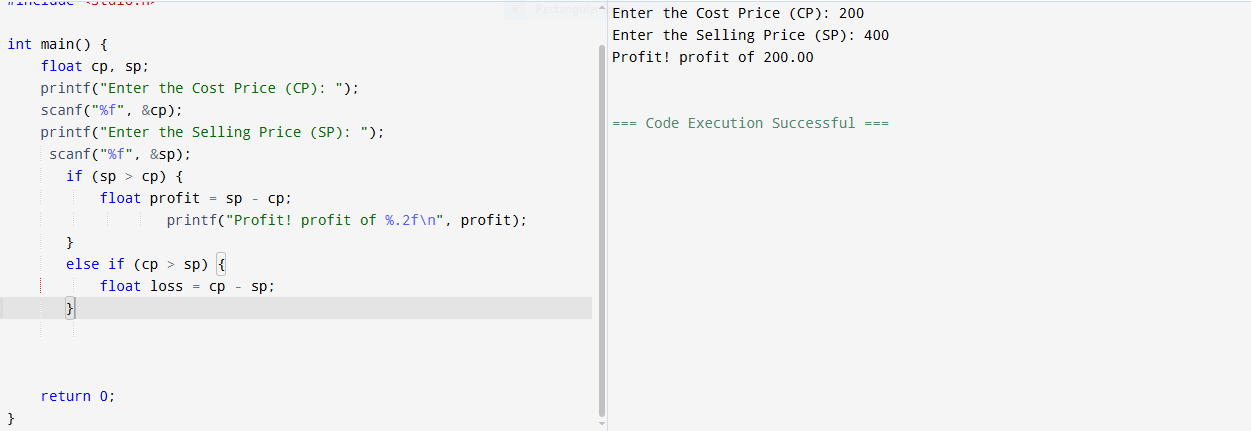 int main() {
float cp, sp;
printf("Enter the Cost Price (CP): ");
scanf("%f", &cp);
printf("Enter the Selling Price (SP): ");
scanf("%f", &sp);
if (sp > cp) {
float profit = sp - cp;
printf("Profit! profit of %.2f\n", profit);
}
else if (cp > sp) {
float loss = cp - sp;
}
return 0;
}
Enter the Cost Price (CP): 200
Enter the Selling Price (SP): 400
Profit! profit of 200.00
=== Code Execution Successful ===